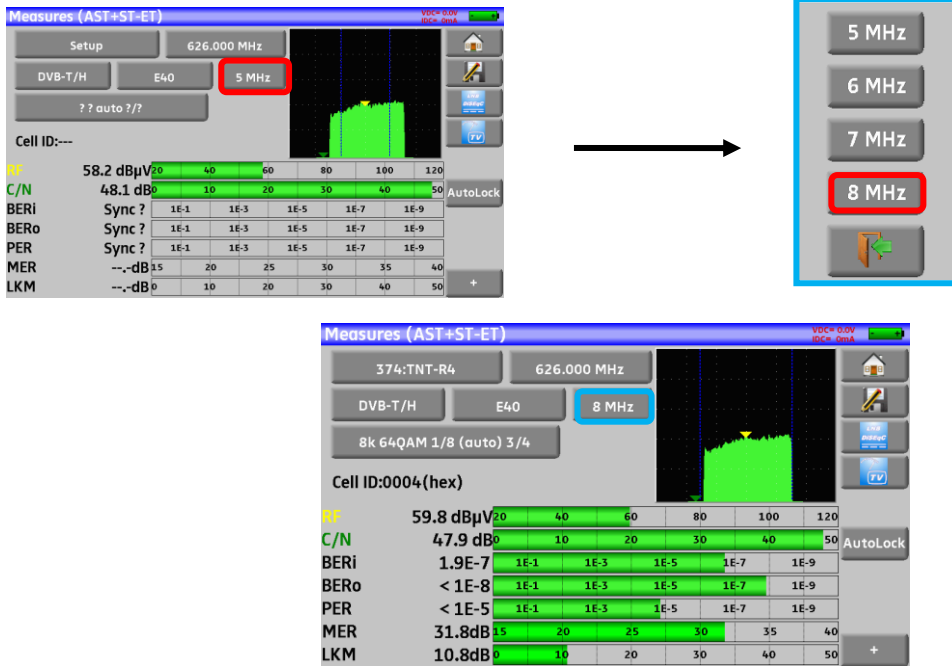 Measures (AST+ST-ET)
VDC= 0.0V
IDC= 0mA
Setup 626.000 MHz
DVB-T/H E40 5 MHz
? ? auto ?/?
Cell ID:---
TV
RF 58.2 dBµV 20 40 60 80 100 120
C/N 48.1 dB 0 10 20 30 40 50
AutoLock
BERi Sync ? 1E-1 1E-3 1E-5 1E-7 1E-9
BERo Sync ? 1E-1 1E-3 1E-5 1E-7 1E-9
PER Sync ? 1E-1 1E-3 1E-5 1E-7 1E-9
MER --.-dB 15 20 25 30 35 40
LKM --.-dB 0 10 20 30 40 50
+
5 MHz
6 MHz
7 MHz
8 MHz
Measures (AST+ST-ET)
VDC= 0.0V
IDC= 0mA
374:TNT-R4 626.000 MHz
DVB-T/H E40 8 MHz
8k 64QAM 1/8 (auto) 3/4
LNB
DiSEqC
TV
Cell ID:0004(hex)
RF 59.8 dBµV 20 40 60 80 100 120
C/N 47.9 dB 0 10 20 30 40 50
AutoLock
BERi 1.9E-7 1E-1 1E-3 1E-5 1E-7 1E-9
BERo < 1E-8 1E-1 1E-3 1E-5 1E-7 1E-9
PER < 1E-5 1E-1 1E-3 1E-5 1E-7 1E-9
MER 31.8dB 15 20 25 30 35 40
LKM 10.8dB 0 10 20 30 40 50
+